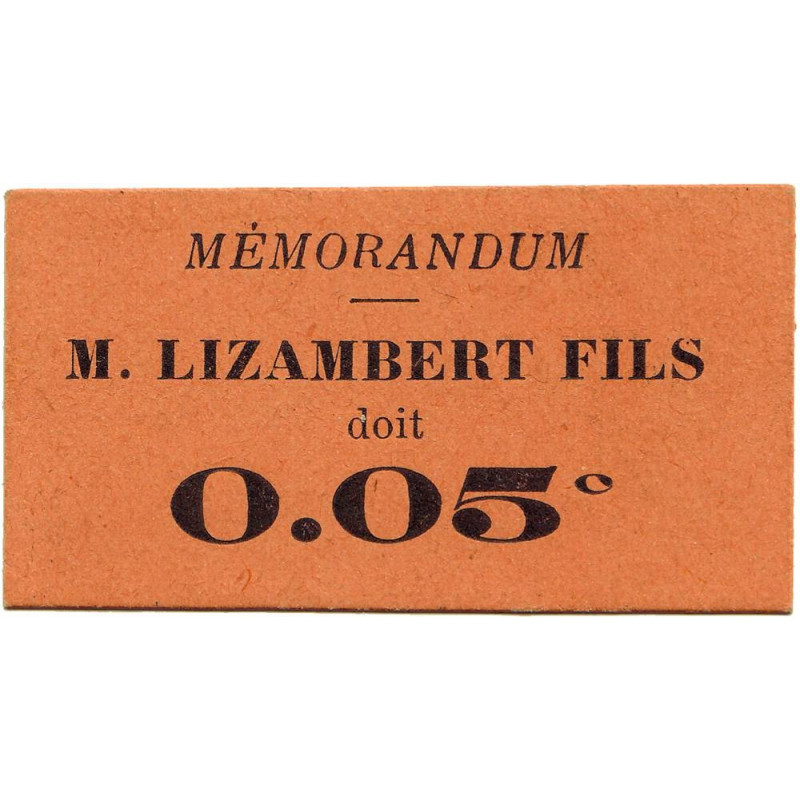 MÉMORANDUM
M. LIZAMBERT FILS
doit
0.05c